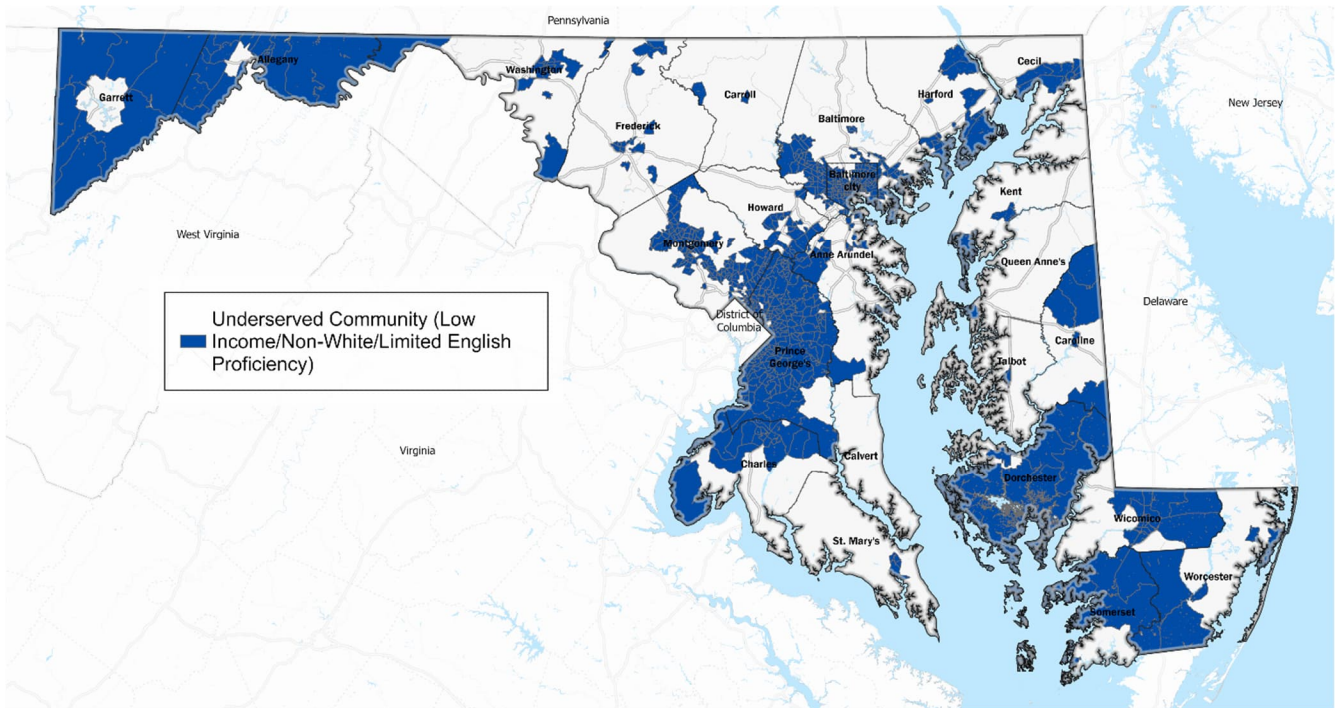 Pennsylvania
Allegany
Garrett
Washington
Frederick
Carroll
Baltimore
Harford
Cecil
New Jersey
Baltimore
city
Kent
Howard
West Virginia
Montgomery
Anne Arundel
Queen Anne's
Delaware
Underserved Community (Low
Income/Non-White/Limited English
Proficiency)
District of
Columbia
Prince
George's
Caroline
Talbot
Virginia
Charles
Calvert
Dorchester
Wicomico
St. Mary's
Worcester
Somerset